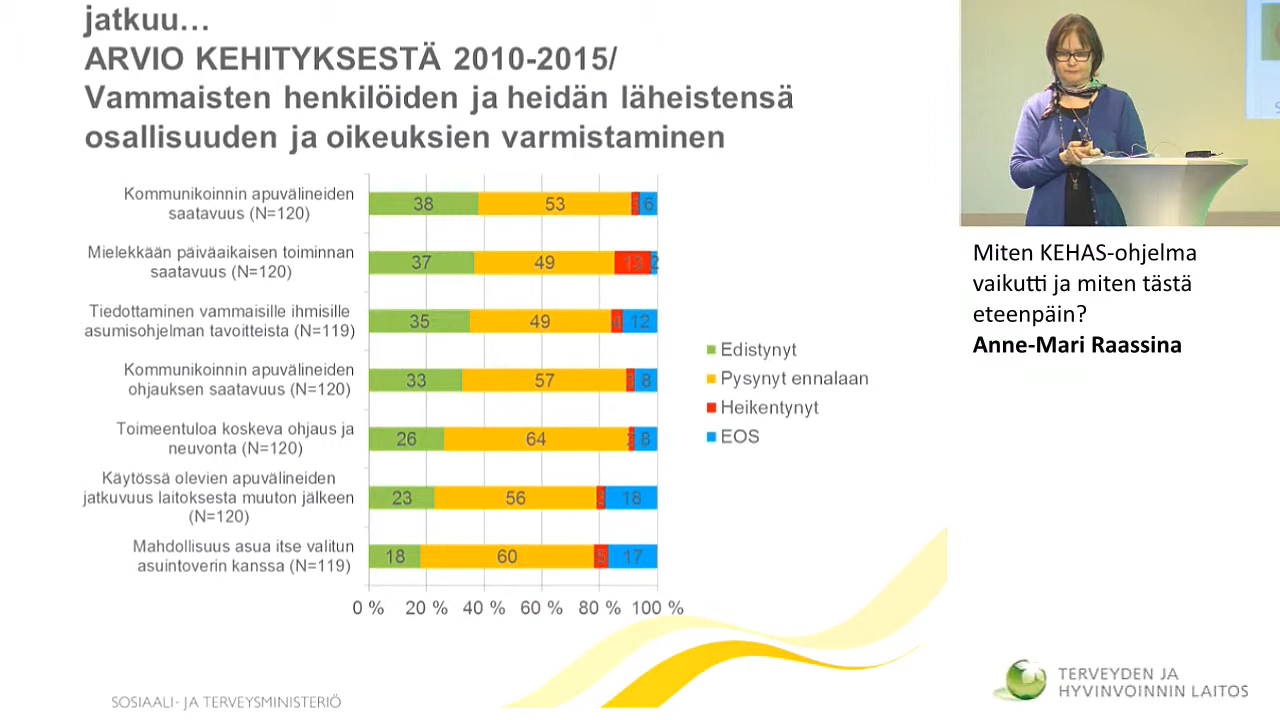 jatkuu…
ARVIO KEHITYKSESTÄ 2010-2015/
Vammaisten henkilöiden ja heidän läheistensä
osallisuuden ja oikeuksien varmistaminen
Kommunikoinnin apuvälineiden
saatavuus (N=120)
38 53 6
Mielekkään päiväaikaisen toiminnan
saatavuus (N=120)
37 49 13 2
Tiedottaminen vammaisille ihmisille
asumisohjelman tavoitteista (N=119)
35 49 12
Kommunikoinnin apuvälineiden
ohjauksen saatavuus (N=120)
33 57 8
Toimeentuloa koskeva ohjaus ja
neuvonta (N=120)
26 64 8
Käytössä olevien apuvälineiden
jatkuvuus laitoksesta muuton jälkeen
(N=120)
23 56 18
Mahdollisuus asua itse valitun
asuintoverin kanssa (N=119)
18 60 5 17
0 % 20 % 40 % 60 % 80 % 100 %
Edistynyt
Pysynyt ennalaan
Heikentynyt
EOS
SOSIAALI- JA TERVEYSMINISTERIÖ
Miten KEHAS-ohjelma
vaikutti ja miten tästä
eteenpäin?
Anne-Mari Raassina
TERVEYDEN JA
HYVINVOINNIN LAITOS